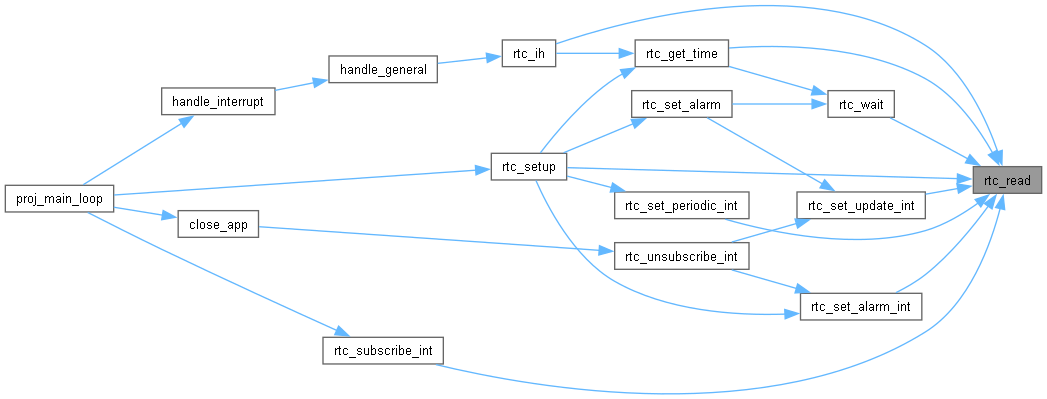 rtc_ih
rtc_get_time
handle_general
handle_interrupt
rtc_set_alarm
rtc_wait
rtc_setup
rtc_read
proj_main_loop
rtc_set_periodic_int
rtc_set_update_int
close_app
rtc_unsubscribe_int
rtc_set_alarm_int
rtc_subscribe_int